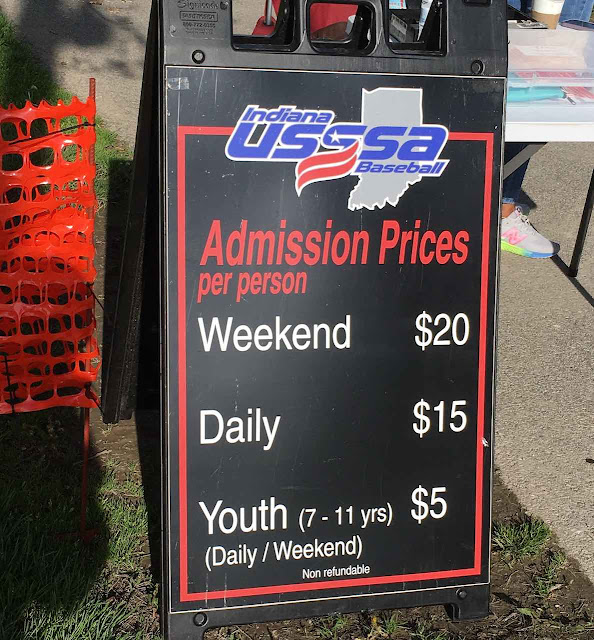 Indiana
USSSA
Baseball
Admission Prices
per person
Weekend $20
Daily $15
Youth (7 - 11 yrs) $5
(Daily / Weekend)
Non refundable